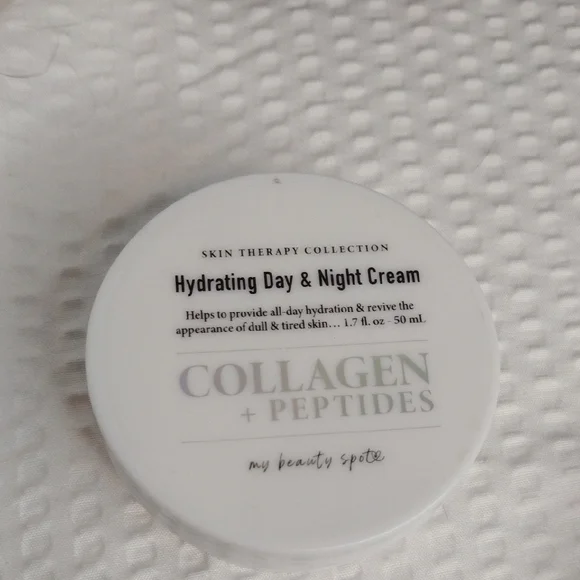 SKIN THERAPY COLLECTION
Hydrating Day & Night Cream
Helps to provide all-day hydration & revive the
appearance of dull & tired skin... 1.7 fl. oz - 50 mL
COLLAGEN
+ PEPTIDES
my beauty spot®